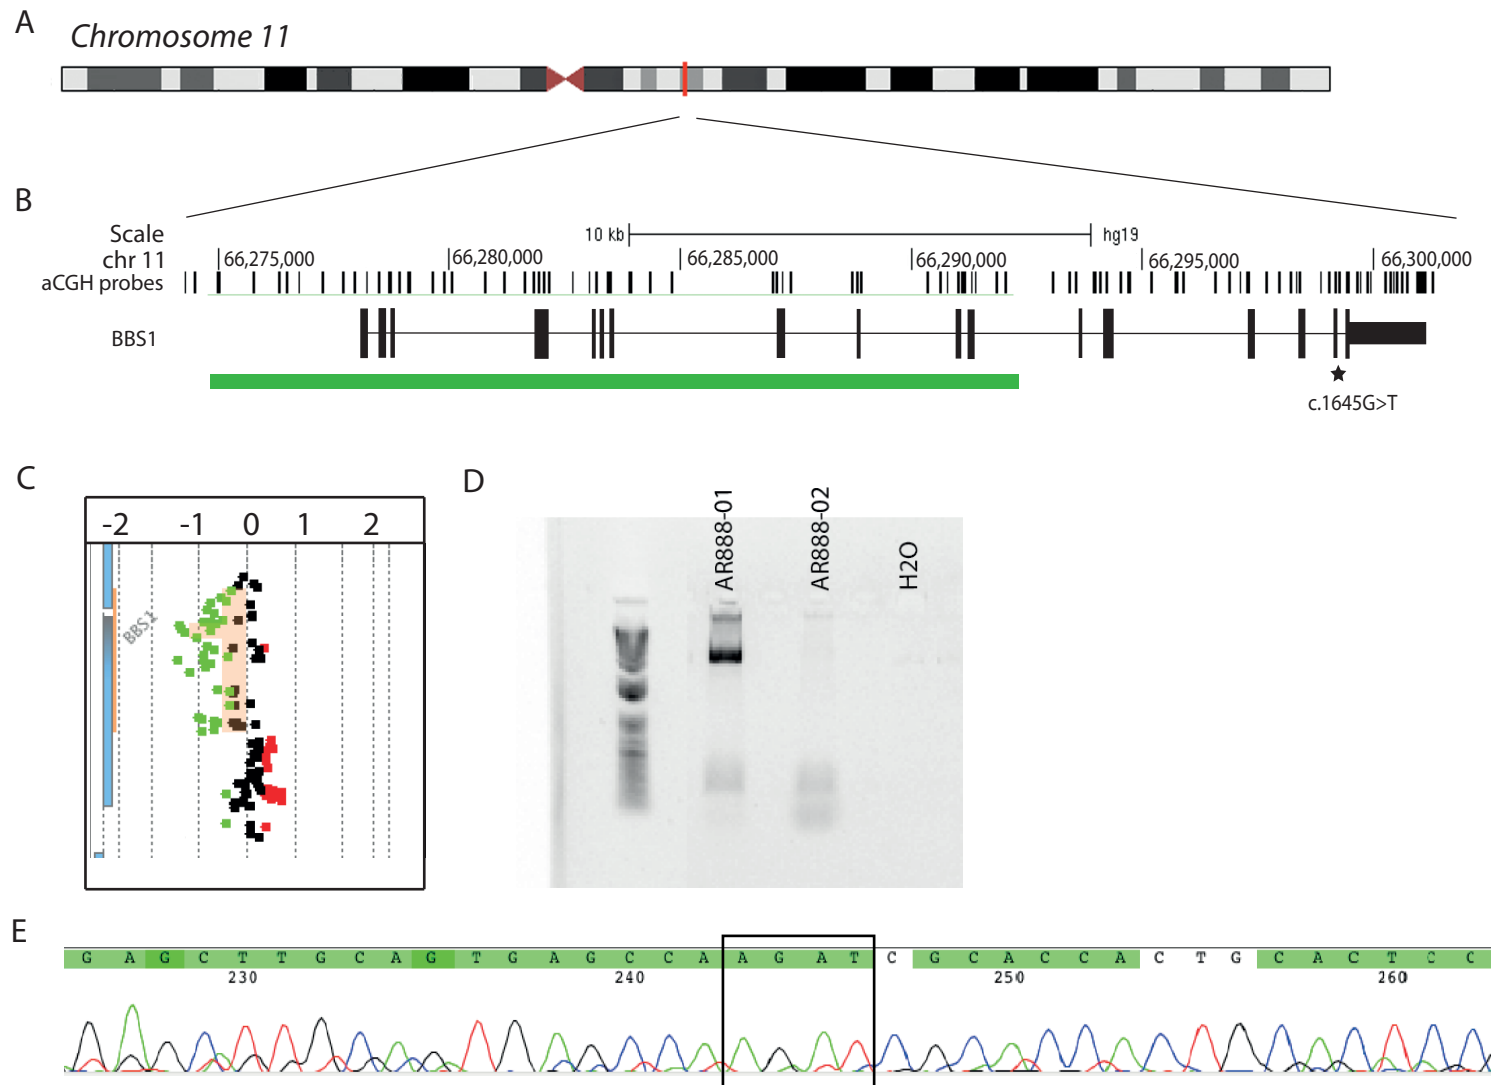 A
Chromosome 11
B
Scale
10 kb
hg19
chr 11
66,275,000
66,280,000
66,285,000
66,290,000
66,295,000
66,300,000
aCGH probes
BBS1
c.1645G>T
C
-2 -1 0 1 2
BBS1
D
AR888-01
AR888-02
H2O
E
G A G C T T G C A G T G A G C C A A G A T C G C A C C A C T G C A C T C C
230 240 250 260